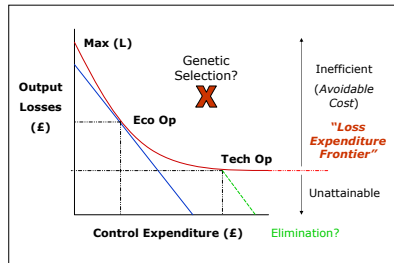 Max (L)
Genetic
Selection?
X
Output
Losses
(£)
Eco Op
Tech Op
Inefficient
(Avoidable
Cost)
“Loss
Expenditure
Frontier”
Unattainable
Control Expenditure (£)
Elimination?